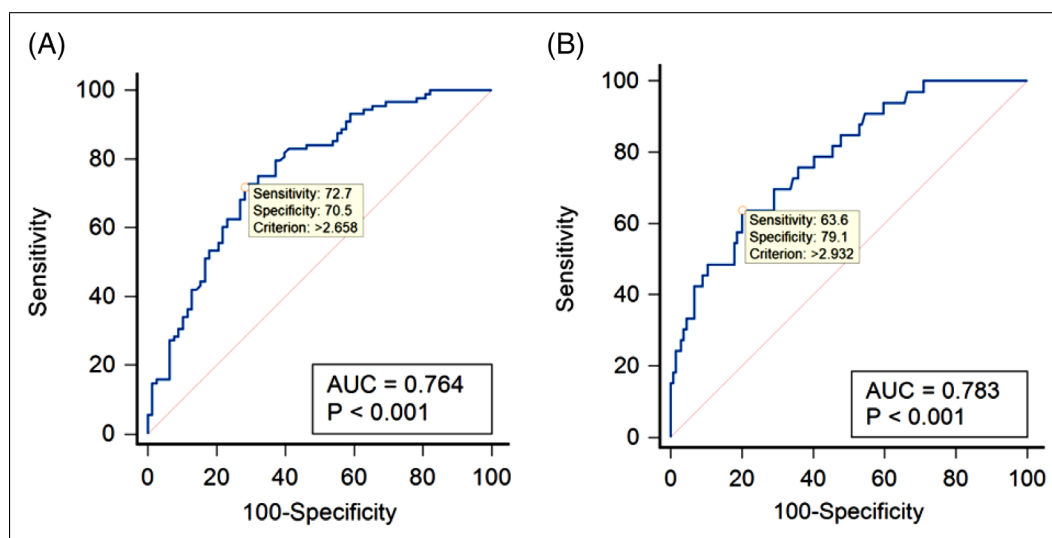 (A)
100
80
60
40
20
0
Sensitivity
Sensitivity: 72.7
Specificity: 70.5
Criterion: >2.658
AUC = 0.764
P < 0.001
0 20 40 60 80 100
100-Specificity
(B)
100
80
60
40
20
0
Sensitivity
Sensitivity: 63.6
Specificity: 79.1
Criterion: >2.932
AUC = 0.783
P < 0.001
0 20 40 60 80 100
100-Specificity